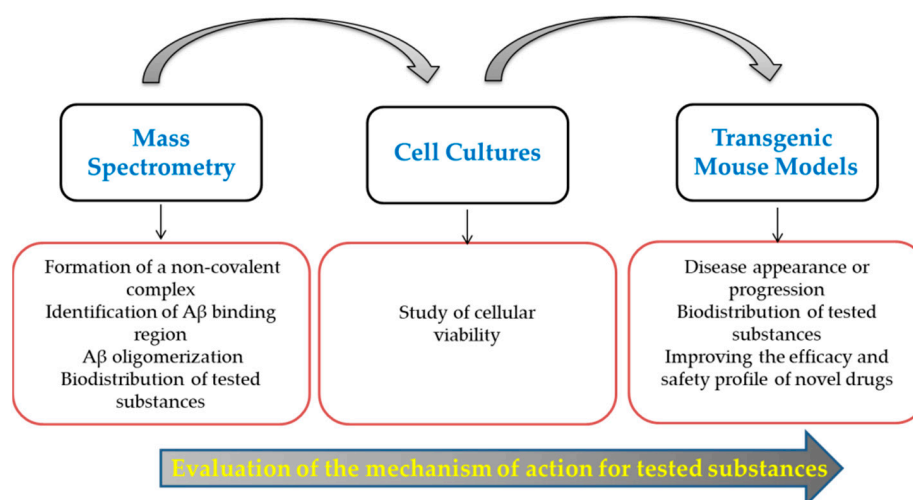 Mass
Spectrometry
Cell Cultures
Transgenic
Mouse Models
Formation of a non-covalent
complex
Identification of Aβ binding
region
Aβ oligomerization
Biodistribution of tested
substances
Study of cellular
viability
Disease appearance or
progression
Biodistribution of tested
substances
Improving the efficacy and
safety profile of novel drugs
Evaluation of the mechanism of action for tested substances